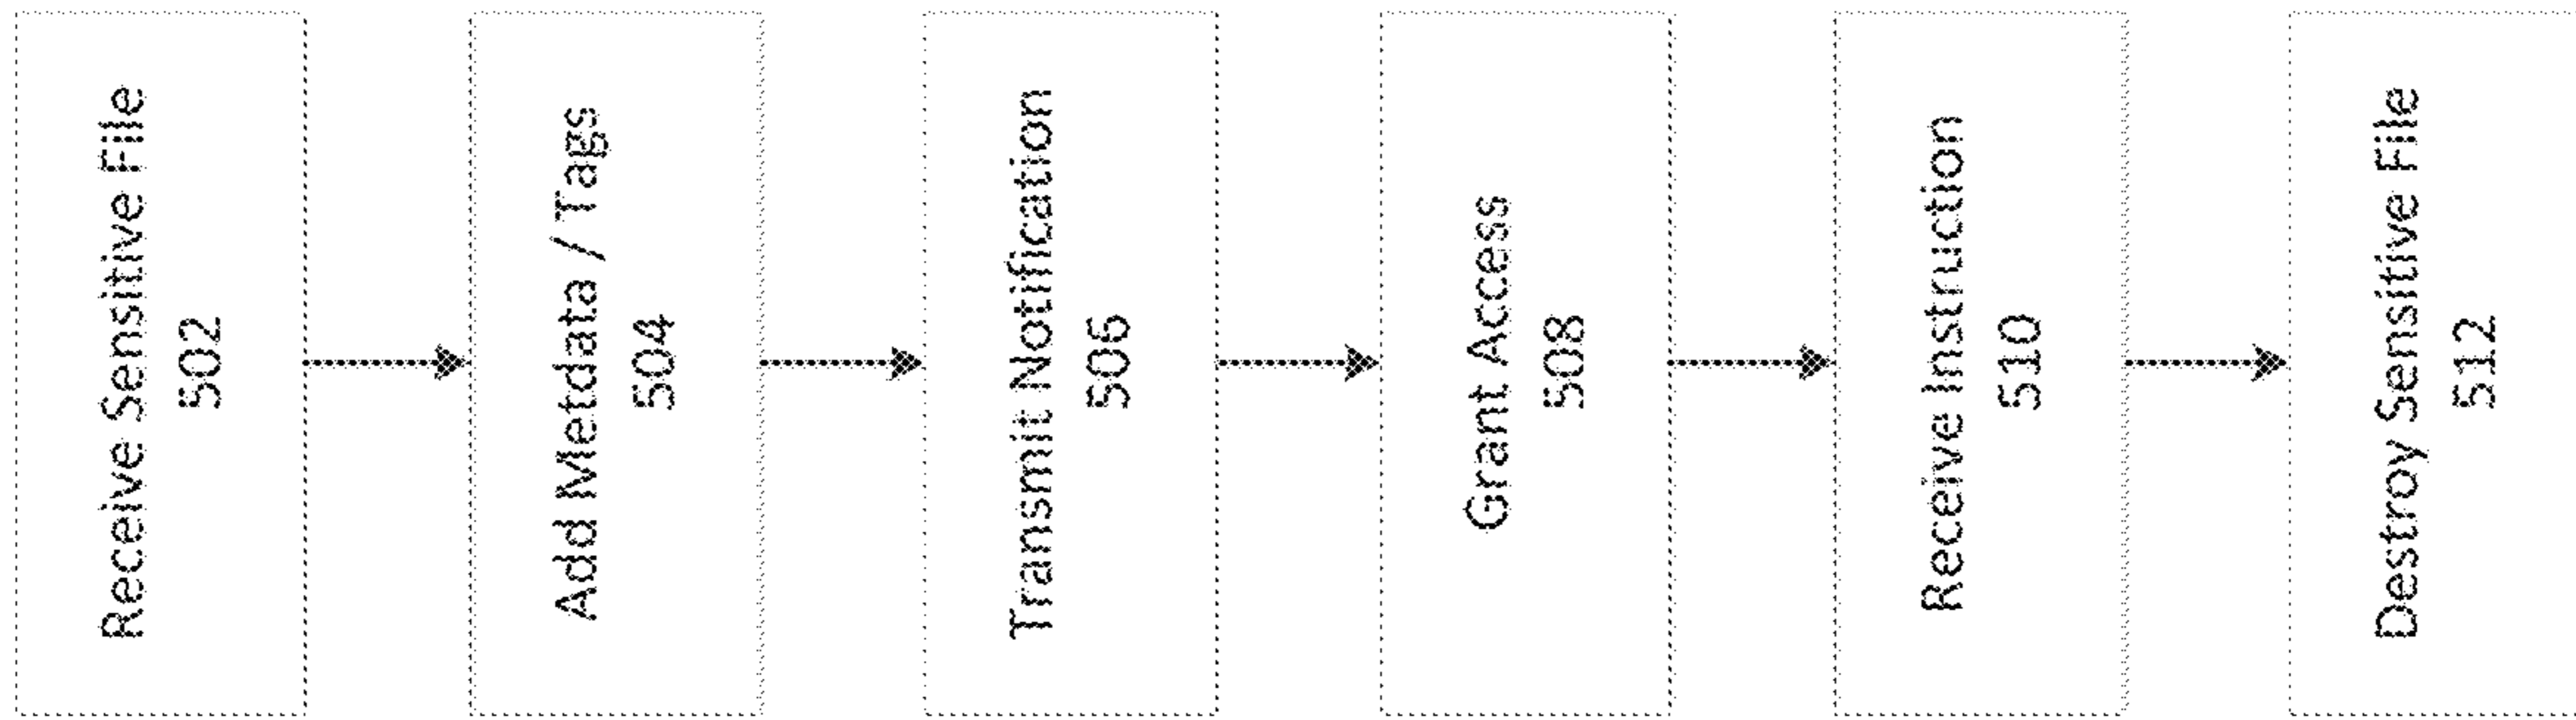 Receive Sensitive File
502
Add Metdata / Tags
504
Transmit Notification
506
Grant Access
508
Receive Instruction
510
Destroy Sensitive File
512